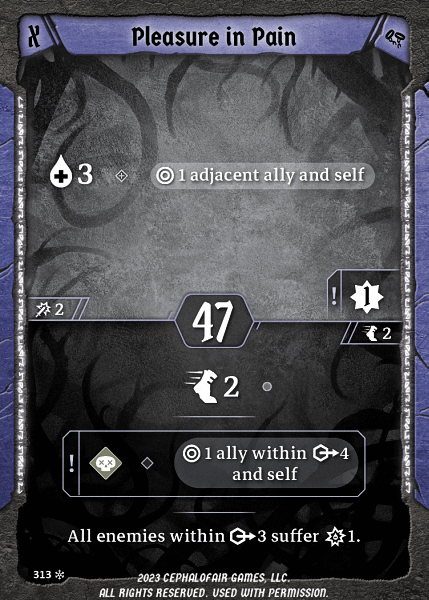 Pleasure in Pain
3
1 adjacent ally and self
! 1
2
47
2
2
! 1 ally within 4
and self
All enemies within 3 suffer 1.
313
2023 CEPHALOFAIR GAMES, LLC.
ALL RIGHTS RESERVED. USED WITH PERMISSION.